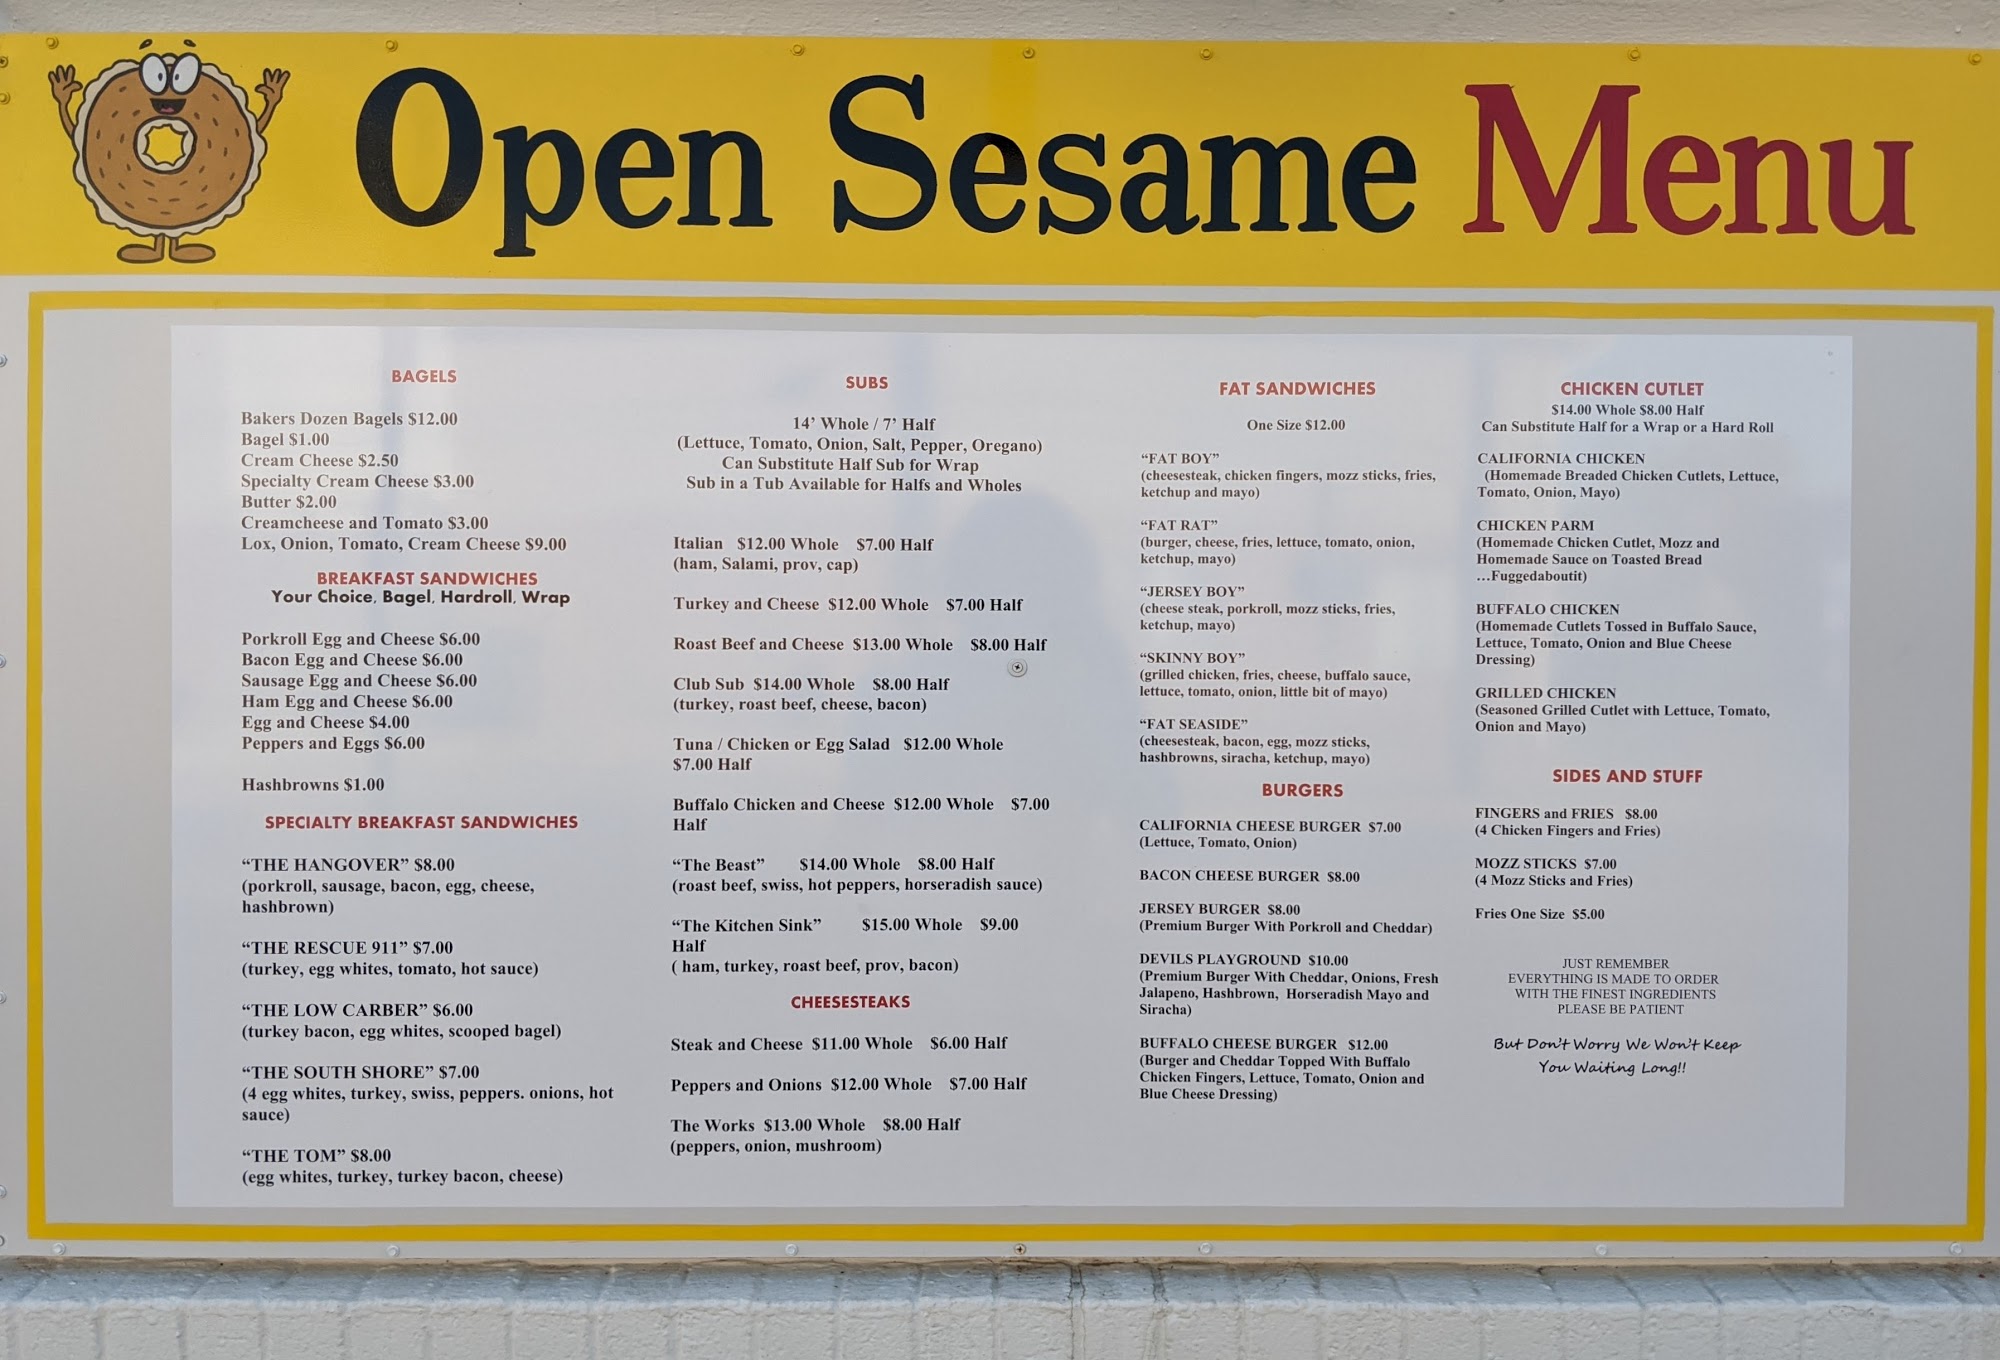 Open Sesame Menu
BAGELS
Bakers Dozen Bagels $12.00
Bagel $1.00
Cream Cheese $2.50
Specialty Cream Cheese $3.00
Butter $2.00
Creamcheese and Tomato $3.00
Lox, Onion, Tomato, Cream Cheese $9.00
BREAKFAST SANDWICHES
Your Choice, Bagel, Hardroll, Wrap
Porkroll Egg and Cheese $6.00
Bacon Egg and Cheese $6.00
Sausage Egg and Cheese $6.00
Ham Egg and Cheese $6.00
Egg and Cheese $4.00
Peppers and Eggs $6.00
Hashbrowns $1.00
SPECIALTY BREAKFAST SANDWICHES
“THE HANGOVER” $8.00
(porkroll, sausage, bacon, egg, cheese,
hashbrown)
“THE RESCUE 911” $7.00
(turkey, egg whites, tomato, hot sauce)
“THE LOW CARBER” $6.00
(turkey bacon, egg whites, scooped bagel)
“THE SOUTH SHORE” $7.00
(4 egg whites, turkey, swiss, peppers. onions, hot
sauce)
“THE TOM” $8.00
(egg whites, turkey, turkey bacon, cheese)
SUBS
14’ Whole / 7’ Half
(Lettuce, Tomato, Onion, Salt, Pepper, Oregano)
Can Substitute Half Sub for Wrap
Sub in a Tub Available for Halfs and Wholes
Italian $12.00 Whole $7.00 Half
(ham, Salami, prov, cap)
Turkey and Cheese $12.00 Whole $7.00 Half
Roast Beef and Cheese $13.00 Whole $8.00 Half
Club Sub $14.00 Whole $8.00 Half
(turkey, roast beef, cheese, bacon)
Tuna / Chicken or Egg Salad $12.00 Whole
$7.00 Half
Buffalo Chicken and Cheese $12.00 Whole $7.00
Half
“The Beast” $14.00 Whole $8.00 Half
(roast beef, swiss, hot peppers, horseradish sauce)
“The Kitchen Sink” $15.00 Whole $9.00
Half
( ham, turkey, roast beef, prov, bacon)
CHEESESTEAKS
Steak and Cheese $11.00 Whole $6.00 Half
Peppers and Onions $12.00 Whole $7.00 Half
The Works $13.00 Whole $8.00 Half
(peppers, onion, mushroom)
FAT SANDWICHES
One Size $12.00
“FAT BOY”
(cheesesteak, chicken fingers, mozz sticks, fries,
ketchup and mayo)
“FAT RAT”
(burger, cheese, fries, lettuce, tomato, onion,
ketchup, mayo)
“JERSEY BOY”
(cheese steak, porkroll, mozz sticks, fries,
ketchup, mayo)
“SKINNY BOY”
(grilled chicken, fries, cheese, buffalo sauce,
lettuce, tomato, onion, little bit of mayo)
“FAT SEASIDE”
(cheesesteak, bacon, egg, mozz sticks,
hashbrowns, siracha, ketchup, mayo)
BURGERS
CALIFORNIA CHEESE BURGER $7.00
(Lettuce, Tomato, Onion)
BACON CHEESE BURGER $8.00
JERSEY BURGER $8.00
(Premium Burger With Porkroll and Cheddar)
DEVILS PLAYGROUND $10.00
(Premium Burger With Cheddar, Onions, Fresh
Jalapeno, Hashbrown, Horseradish Mayo and
Siracha)
BUFFALO CHEESE BURGER $12.00
(Burger and Cheddar Topped With Buffalo
Chicken Fingers, Lettuce, Tomato, Onion and
Blue Cheese Dressing)
CHICKEN CUTLET
$14.00 Whole $8.00 Half
Can Substitute Half for a Wrap or a Hard Roll
CALIFORNIA CHICKEN
(Homemade Breaded Chicken Cutlets, Lettuce,
Tomato, Onion, Mayo)
CHICKEN PARM
(Homemade Chicken Cutlet, Mozz and
Homemade Sauce on Toasted Bread
…Fuggedaboutit)
BUFFALO CHICKEN
(Homemade Cutlets Tossed in Buffalo Sauce,
Lettuce, Tomato, Onion and Blue Cheese
Dressing)
GRILLED CHICKEN
(Seasoned Grilled Cutlet with Lettuce, Tomato,
Onion and Mayo)
SIDES AND STUFF
FINGERS and FRIES $8.00
(4 Chicken Fingers and Fries)
MOZZ STICKS $7.00
(4 Mozz Sticks and Fries)
Fries One Size $5.00
JUST REMEMBER
EVERYTHING IS MADE TO ORDER
WITH THE FINEST INGREDIENTS
PLEASE BE PATIENT
But Don't Worry We Won't Keep
You Waiting Long!!